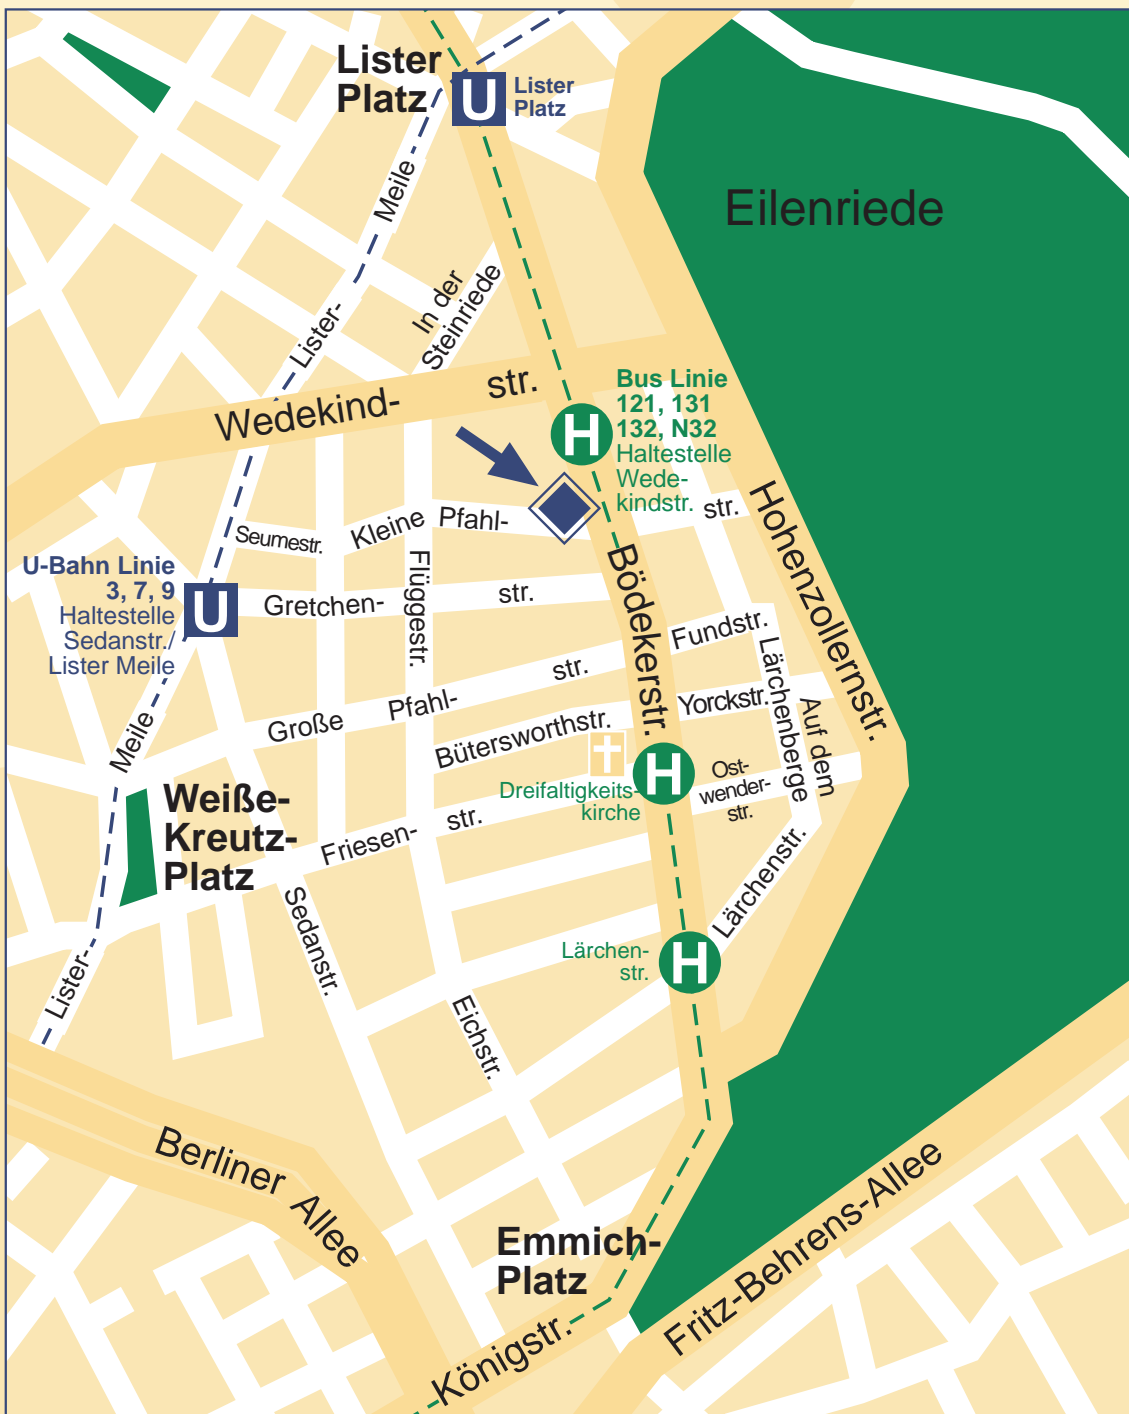 Lister
Platz
U
Lister
Platz
Eilenriede
Meile
In der
Steinriede
Lister-
Wedekind-
str.
Bus Linie
121, 131
132, N32
Haltestelle
Wede-
kindstr.
H
Hohenzollernstr.
Seumestr.
Kleine
Pfahl-
str.
U-Bahn Linie
3, 7, 9
Haltestelle
Sedanstr./
Lister Meile
U
Gretchen-
str.
Flüggestr.
Bödekerstr.
Fundstr.
Große
Pfahl-
str.
Yorckstr.
Auf dem
Lärchenberge
Bütersworthstr.
Meile
H
Dreifaltigkeits-
kirche
Ost-
wender-
str.
Weiße-
Kreutz-
Platz
Friesen-
str.
Lärchenstr.
Sedanstr.
Lärchen-
str.
H
Lister-
Eichstr.
Berliner
Allee
Emmich-
Platz
Fritz-Behrens-Allee
Königstr.